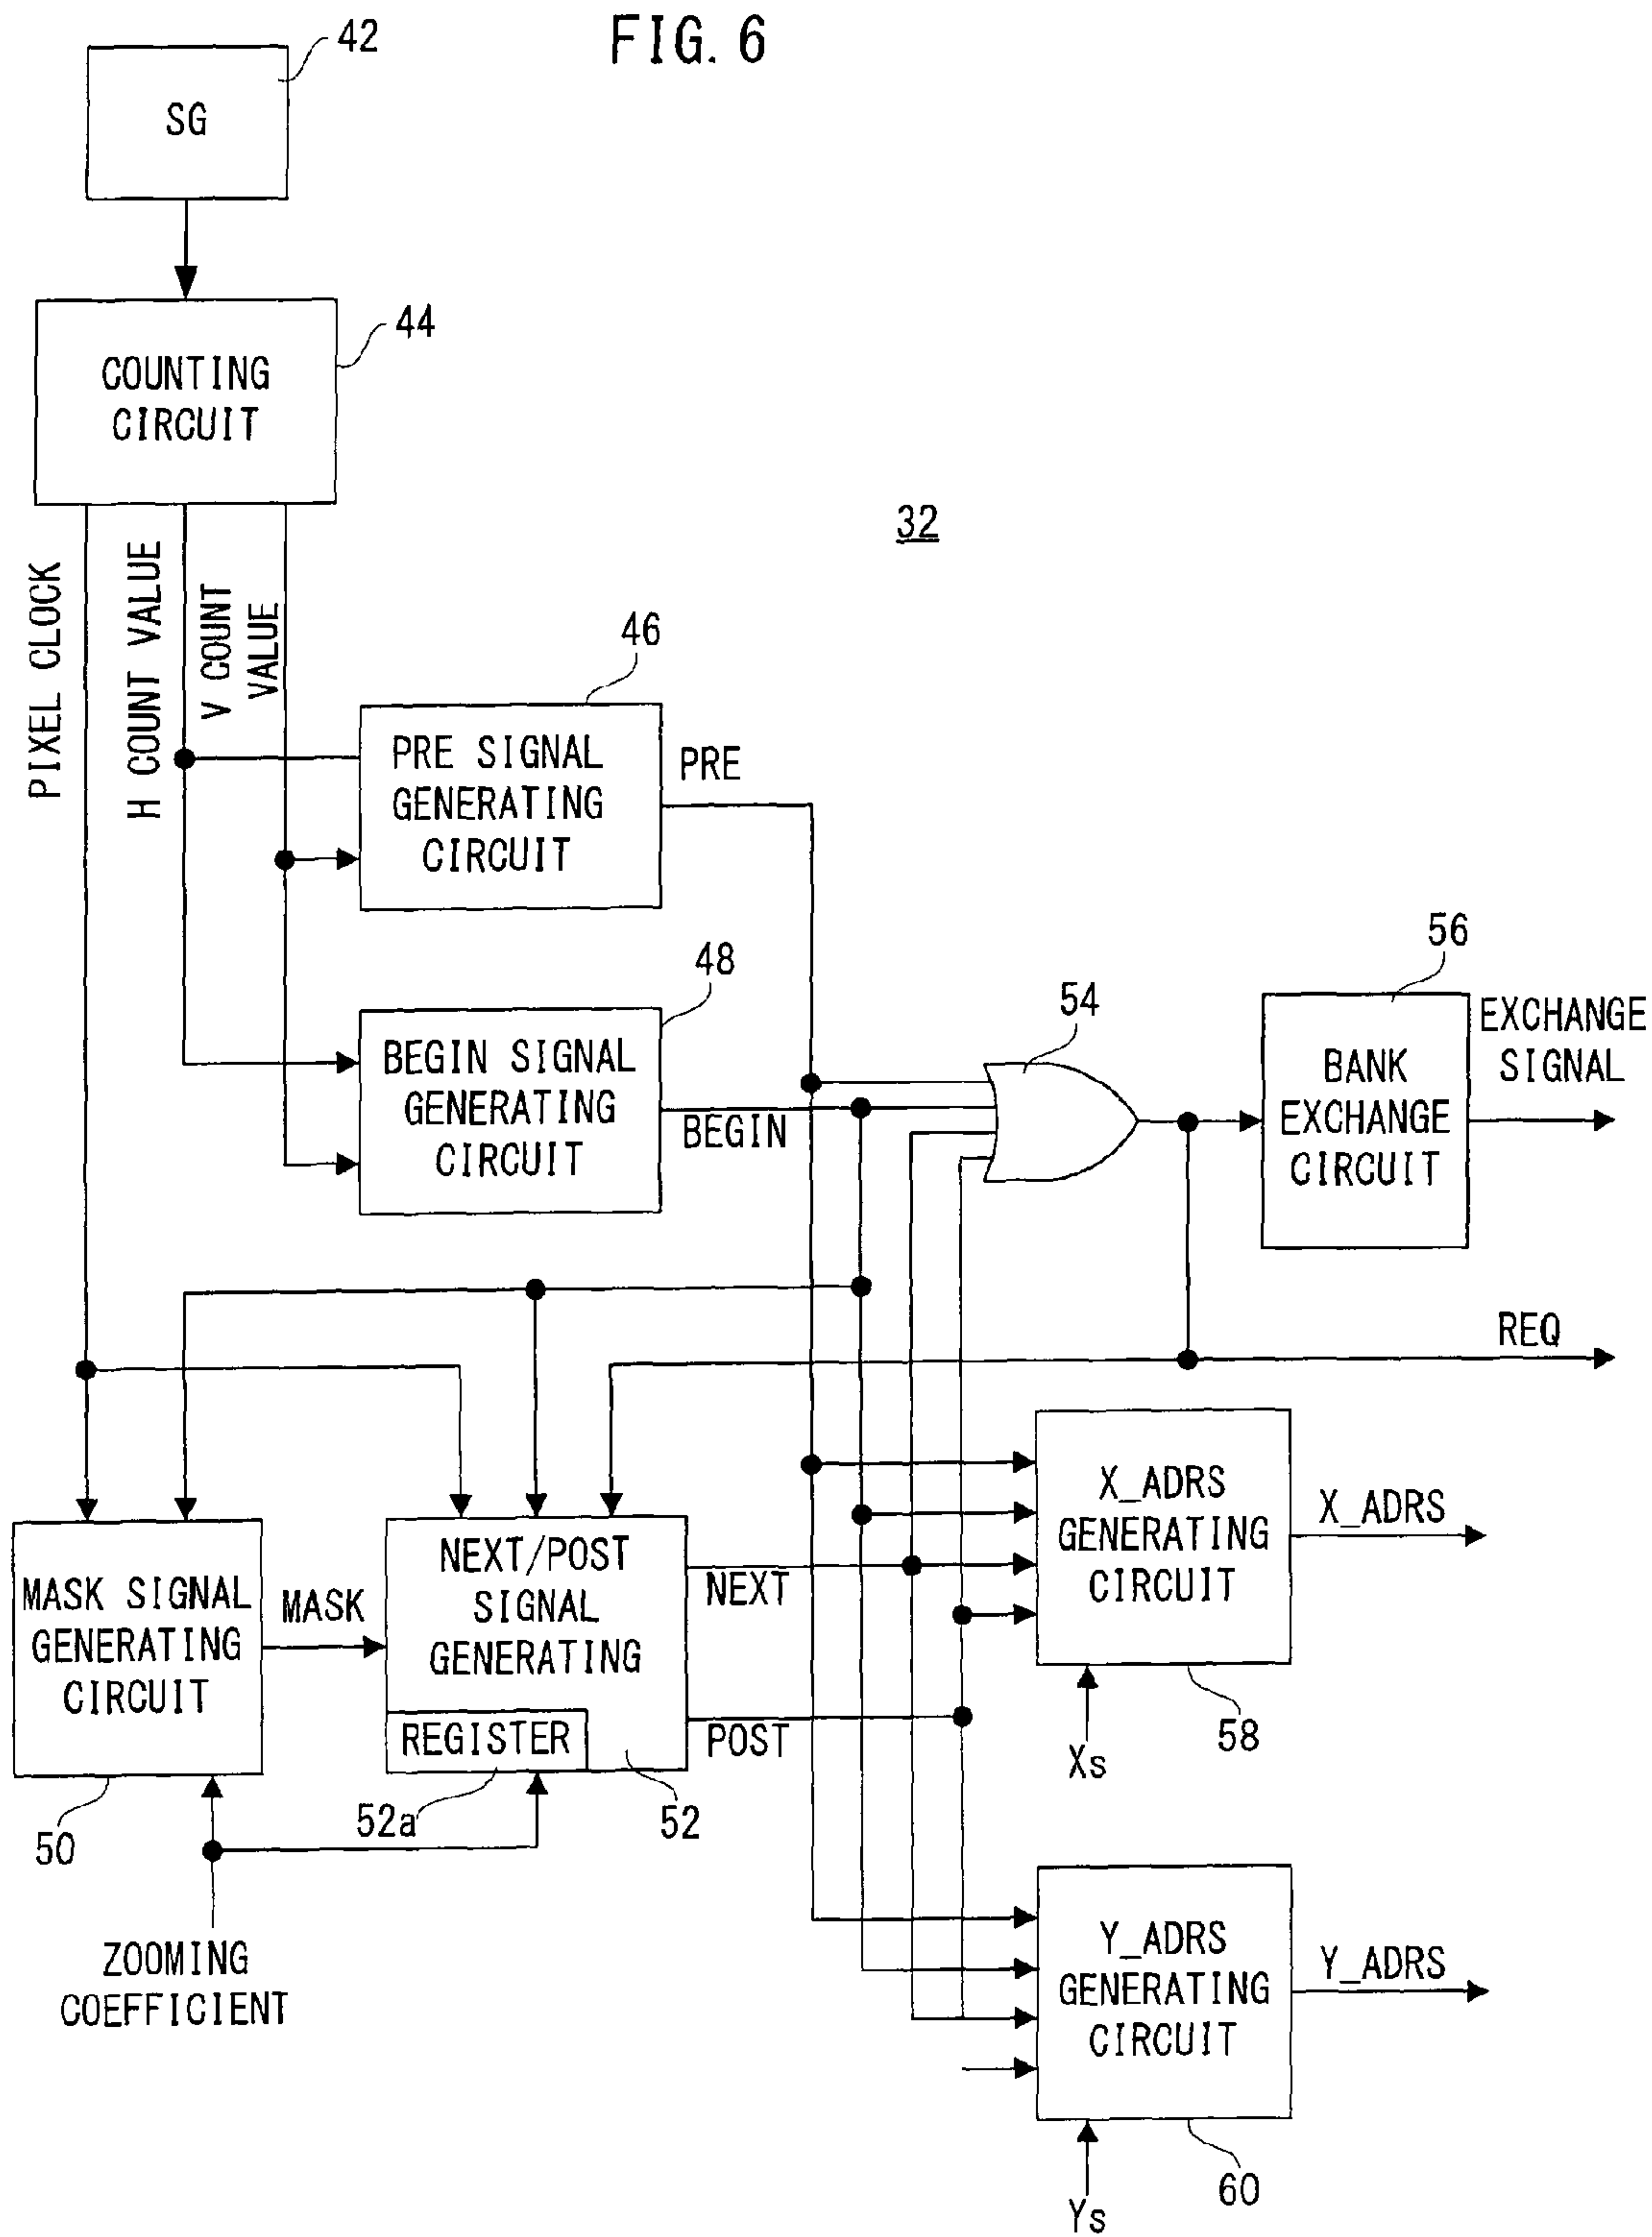 FIG. 6
42
SG
44
COUNTING
CIRCUIT
32
PIXEL CLOCK
H COUNT VALUE
V COUNT
VALUE
46
PRE SIGNAL
GENERATING
CIRCUIT
PRE
48
BEGIN SIGNAL
GENERATING
CIRCUIT
BEGIN
54
56
BANK
EXCHANGE
CIRCUIT
EXCHANGE
SIGNAL
REQ
MASK SIGNAL
GENERATING
CIRCUIT
50
MASK
NEXT/POST
SIGNAL
GENERATING
REGISTER
52a
52
NEXT
POST
X_ADRS
GENERATING
CIRCUIT
X_ADRS
Xs
58
ZOOMING
COEFFICIENT
Y_ADRS
GENERATING
CIRCUIT
Y_ADRS
Ys
60